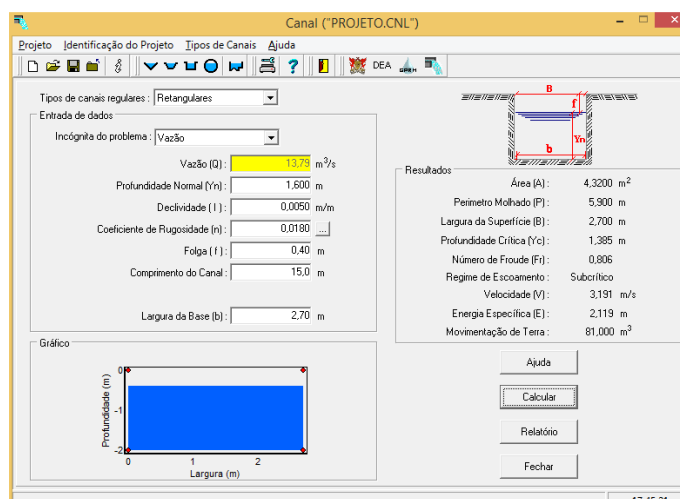 Canal ("PROJETO.CNL")
Projeto Identificação do Projeto Tipos de Canais Ajuda
DEA GPRH
Tipos de canais regulares : Retangulares
Entrada de dados
Incógnita do problema : Vazão
Vazão (Q) : 13,79 m³/s
Profundidade Normal (Yn) : 1,600 m
Declividade ( I ) : 0,0050 m/m
Coeficiente de Rugosidade (n) : 0,0180 ...
Folga ( f ) : 0,40 m
Comprimento do Canal : 15,0 m
Largura da Base (b) : 2,70 m
B
f
Yn
b
Resultados
Área (A) : 4,3200 m²
Perimetro Molhado (P) : 5,900 m
Largura da Superfície (B) : 2,700 m
Profundidade Crítica (Yc) : 1,385 m
Número de Froude (Fr) : 0,806
Regime de Escoamento : Subcrítico
Velocidade (V) : 3,191 m/s
Energia Específica (E) : 2,119 m
Movimentação de Terra : 81,000 m³
Gráfico
Profundidade (m)
0
-1
-2
0 1 2
Largura (m)
Ajuda
Calcular
Relatório
Fechar